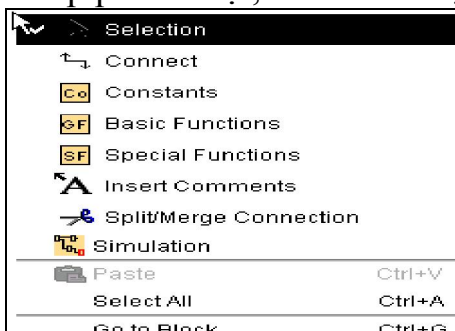 Selection
Connect
Co Constants
GF Basic Functions
SF Special Functions
A Insert Comments
Split/Merge Connection
Simulation
Paste Ctrl+V
Select All Ctrl+A
Go to Block Ctrl+G